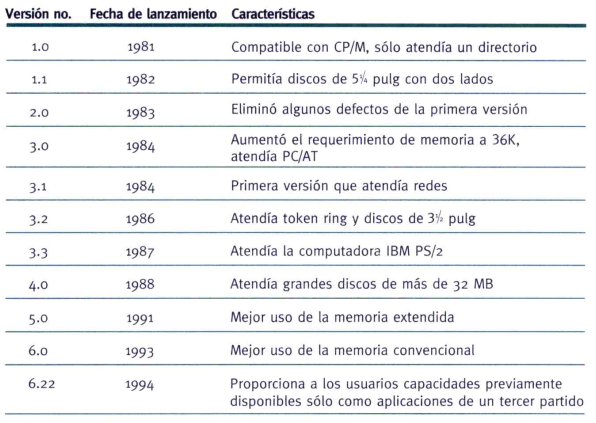 Versión no. Fecha de lanzamiento Características
1.0 1981 Compatible con CP/M, sólo atendía un directorio
1.1 1982 Permitía discos de 5¼ pulg con dos lados
2.0 1983 Eliminó algunos defectos de la primera versión
3.0 1984 Aumentó el requerimiento de memoria a 36K,
atendía PC/AT
3.1 1984 Primera versión que atendía redes
3.2 1986 Atendía token ring y discos de 3½ pulg
3.3 1987 Atendía la computadora IBM PS/2
4.0 1988 Atendía grandes discos de más de 32 MB
5.0 1991 Mejor uso de la memoria extendida
6.0 1993 Mejor uso de la memoria convencional
6.22 1994 Proporciona a los usuarios capacidades previamente
disponibles sólo como aplicaciones de un tercer partido